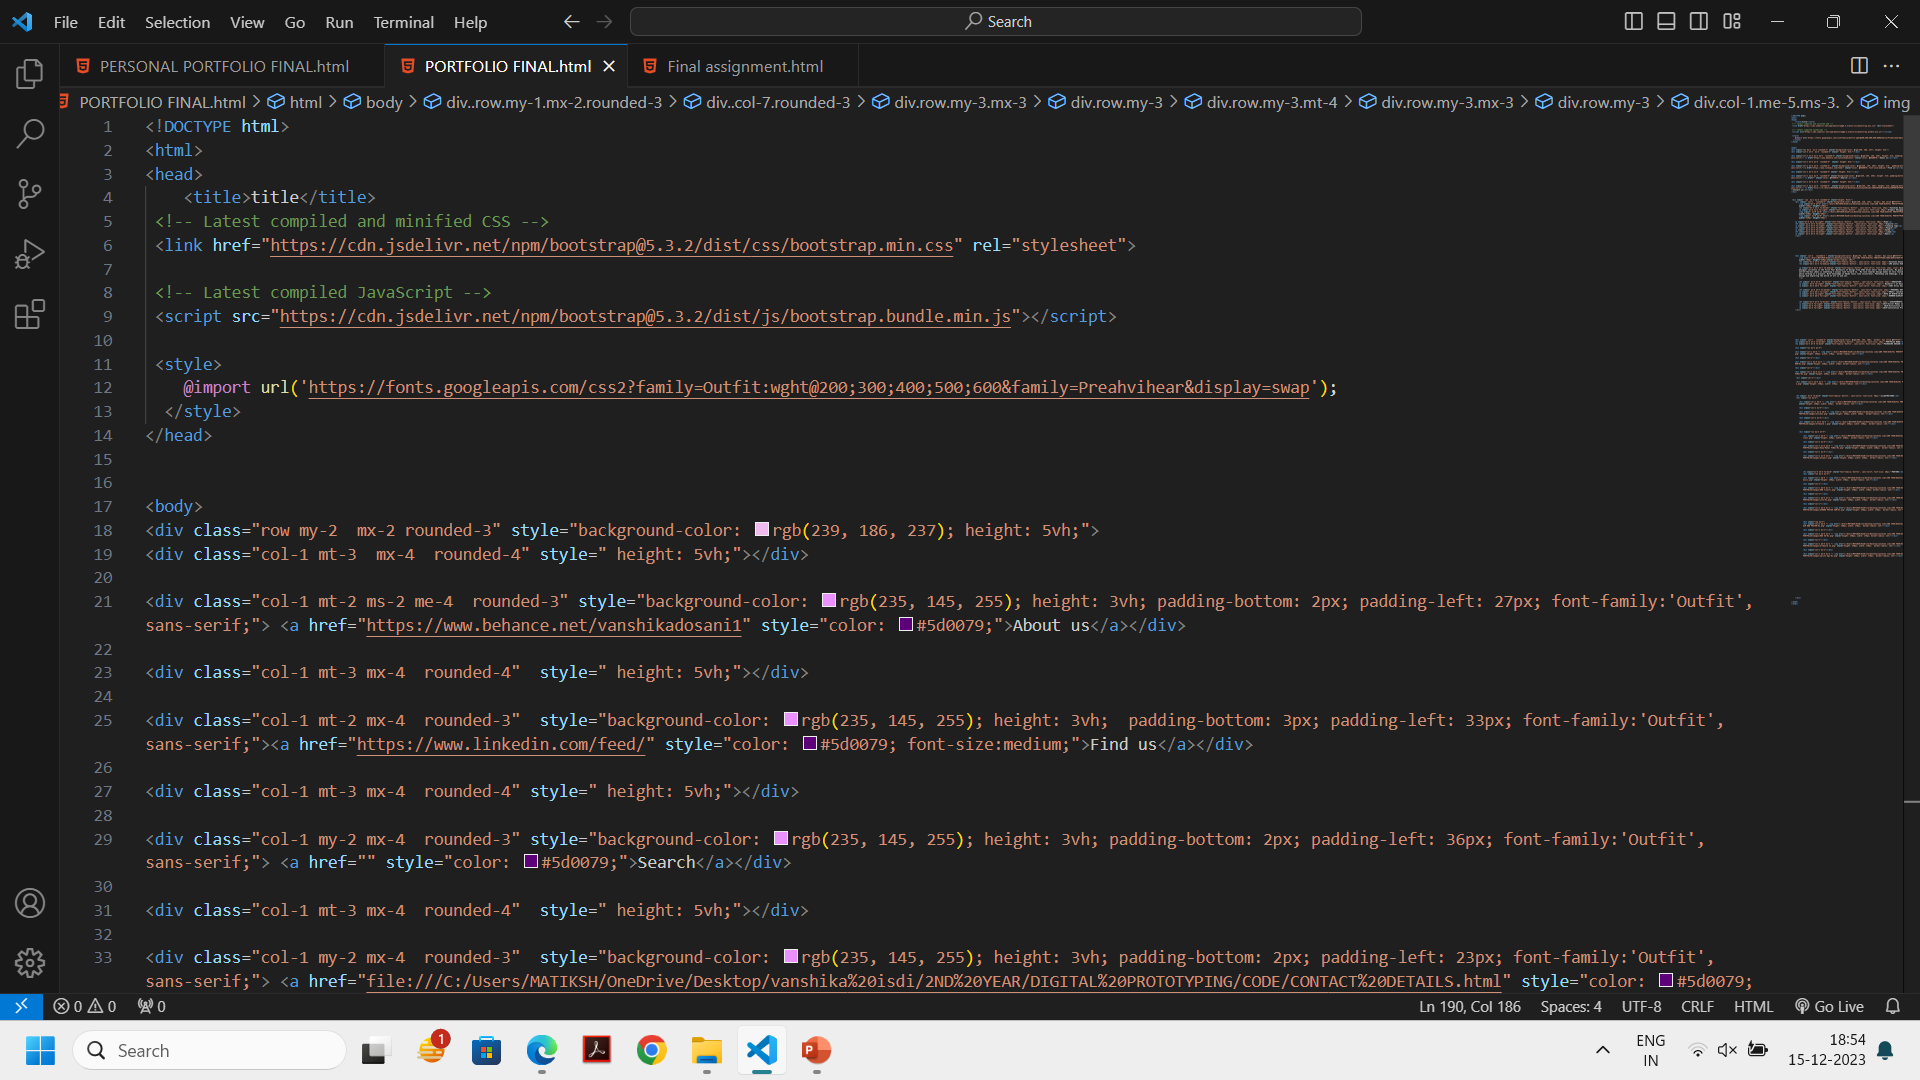 File Edit Selection View Go Run Terminal Help
Search
PERSONAL PORTFOLIO FINAL.html PORTFOLIO FINAL.html Final assignment.html
PORTFOLIO FINAL.html > html > body > div..row.my-1.mx-2.rounded-3 > div..col-7.rounded-3 > div.row.my-3.mx-3 > div.row.my-3 > div.row.my-3.mt-4 > div.row.my-3.mx-3 > div.row.my-3 > div.col-1.me-5.ms-3. > img
1 <!DOCTYPE html>
2 <html>
3 <head>
4 <title>title</title>
5 <!-- Latest compiled and minified CSS -->
6 <link href="https://cdn.jsdelivr.net/npm/bootstrap@5.3.2/dist/css/bootstrap.min.css" rel="stylesheet">
7
8 <!-- Latest compiled JavaScript -->
9 <script src="https://cdn.jsdelivr.net/npm/bootstrap@5.3.2/dist/js/bootstrap.bundle.min.js"></script>
10
11 <style>
12 @import url('https://fonts.googleapis.com/css2?family=Outfit:wght@200;300;400;500;600&family=Preahvihear&display=swap');
13 </style>
14 </head>
15
16
17 <body>
18 <div class="row my-2  mx-2 rounded-3" style="background-color: rgb(239, 186, 237); height: 5vh;">
19 <div class="col-1 mt-3  mx-4  rounded-4" style=" height: 5vh;"></div>
20
21 <div class="col-1 mt-2 ms-2 me-4  rounded-3" style="background-color: rgb(235, 145, 255); height: 3vh; padding-bottom: 2px; padding-left: 27px; font-family:'Outfit',
sans-serif;"> <a href="https://www.behance.net/vanshikadosani1" style="color: #5d0079;">About us</a></div>
22
23 <div class="col-1 mt-3 mx-4  rounded-4"  style=" height: 5vh;"></div>
24
25 <div class="col-1 mt-2 mx-4  rounded-3"  style="background-color: rgb(235, 145, 255); height: 3vh;  padding-bottom: 3px; padding-left: 33px; font-family:'Outfit',
sans-serif;"><a href="https://www.linkedin.com/feed/" style="color: #5d0079; font-size:medium;">Find us</a></div>
26
27 <div class="col-1 mt-3 mx-4  rounded-4" style=" height: 5vh;"></div>
28
29 <div class="col-1 my-2 mx-4  rounded-3" style="background-color: rgb(235, 145, 255); height: 3vh; padding-bottom: 2px; padding-left: 36px; font-family:'Outfit',
sans-serif;"> <a href="" style="color: #5d0079;">Search</a></div>
30
31 <div class="col-1 mt-3 mx-4  rounded-4"  style=" height: 5vh;"></div>
32
33 <div class="col-1 my-2 mx-4  rounded-3"  style="background-color: rgb(235, 145, 255); height: 3vh; padding-bottom: 2px; padding-left: 23px; font-family:'Outfit',
sans-serif;"> <a href="file:///C:/Users/MATIKSH/OneDrive/Desktop/vanshika%20isdi/2ND%20YEAR/DIGITAL%20PROTOTYPING/CODE/CONTACT%20DETAILS.html" style="color: #5d0079;
0 0 0 Ln 190, Col 186 Spaces: 4 UTF-8 CRLF HTML Go Live
Search 1 ENG
IN 18:54
15-12-2023